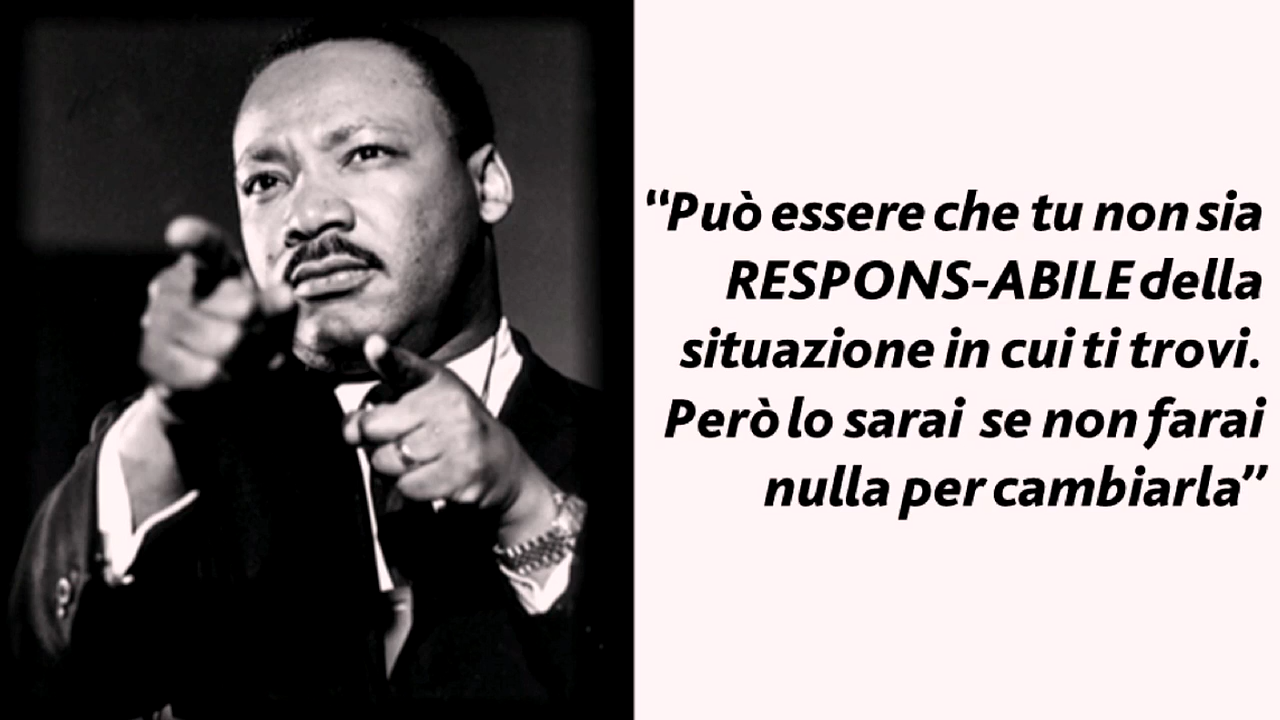 “Può essere che tu non sia
RESPONS-ABILE della
situazione in cui ti trovi.
Però lo sarai se non farai
nulla per cambiarla”